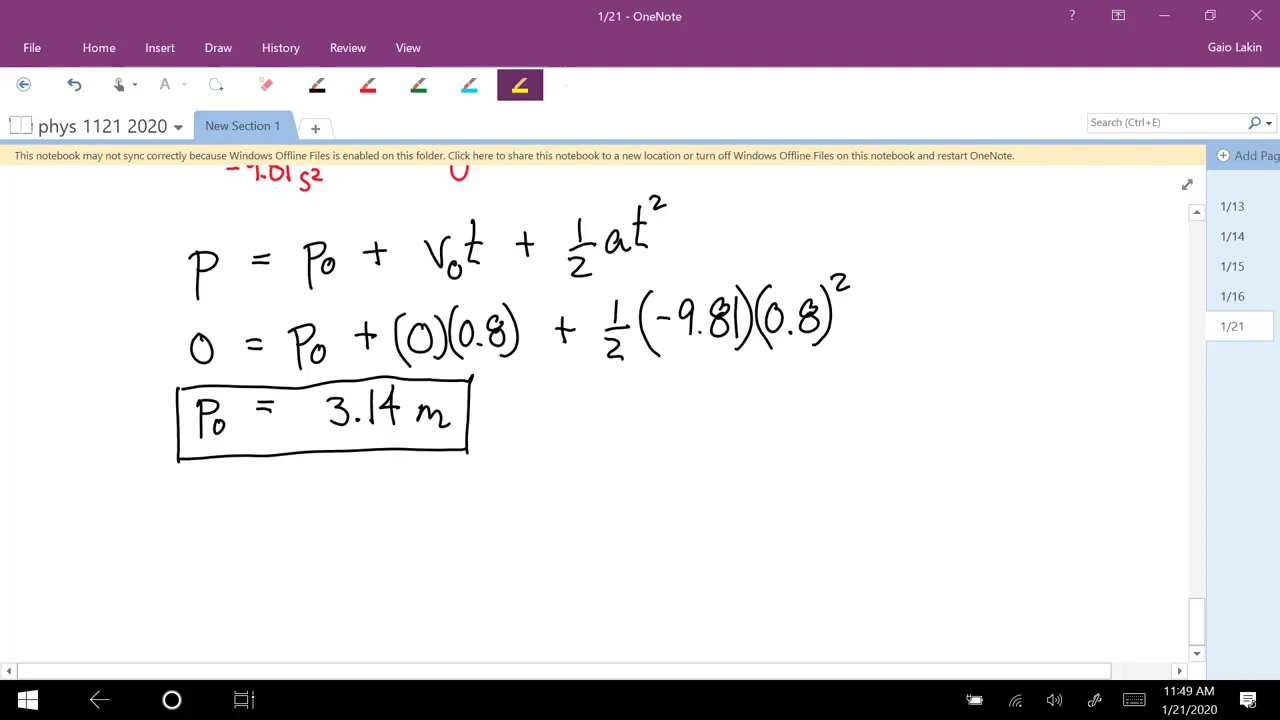 1/21 - OneNote
?
File Home Insert Draw History Review View
Gaio Lakin
A
phys 1121 2020
New Section 1
Search (Ctrl+E)
This notebook may not sync correctly because Windows Offline Files is enabled on this folder. Click here to share this notebook to a new location or turn off Windows Offline Files on this notebook and restart OneNote.
Add Pag
1/13
1/14
1/15
1/16
1/21
s²
p = p₀ + v₀t + 1/2 at²
0 = p₀ + (0)(0.8) + 1/2 (-9.81)(0.8)²
p₀ = 3.14 m
11:49 AM
1/21/2020